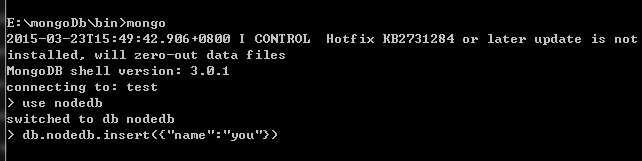 E:\mongoDb\bin>mongo
2015-03-23T15:49:42.906+0800 I CONTROL  Hotfix KB2731284 or later update is not
installed, will zero-out data files
MongoDB shell version: 3.0.1
connecting to: test
> use nodedb
switched to db nodedb
> db.nodedb.insert({"name":"you"})